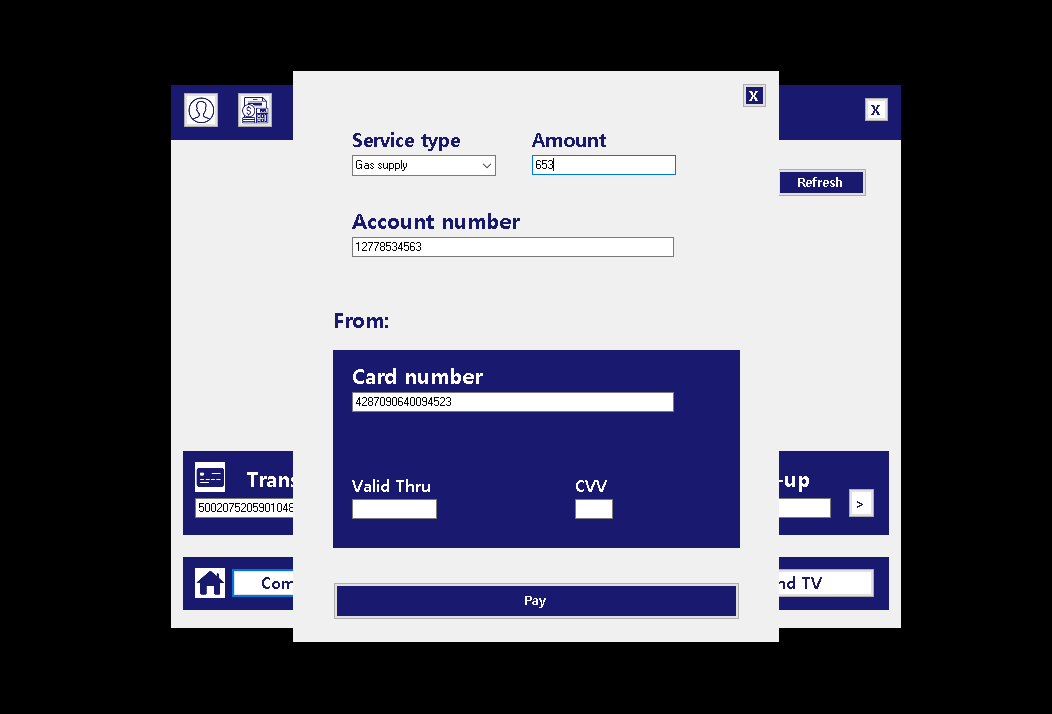 X
X
Service type
Amount
Gas supply
653
Refresh
Account number
12778534563
From:
Card number
4287090640094523
Trans
-up
Valid Thru
CVV
5002075205901048
>
Com
nd TV
Pay